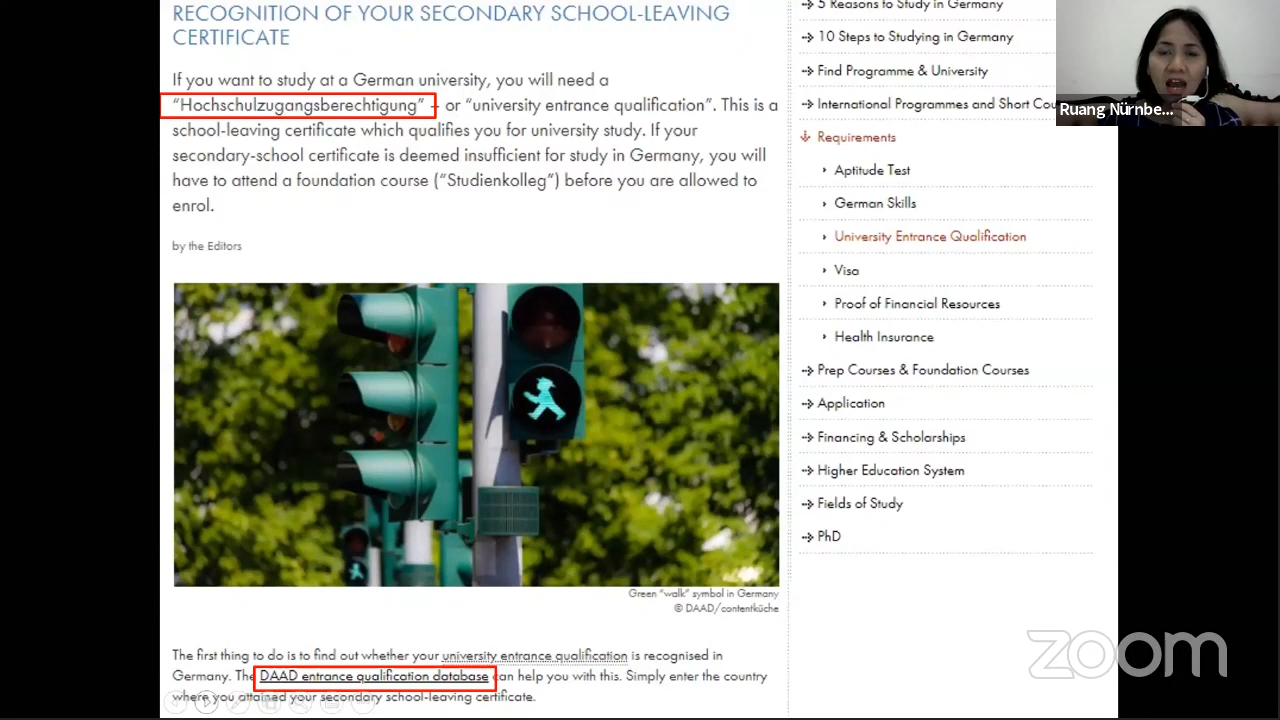 RECOGNITION OF YOUR SECONDARY SCHOOL-LEAVING
CERTIFICATE
If you want to study at a German university, you will need a
“Hochschulzugangsberechtigung” – or “university entrance qualification”. This is a
school-leaving certificate which qualifies you for university study. If your
secondary-school certificate is deemed insufficient for study in Germany, you will
have to attend a foundation course (“Studienkolleg”) before you are allowed to
enrol.
by the Editors
Green “walk” symbol in Germany
© DAAD/contentküche
The first thing to do is to find out whether your university entrance qualification is recognised in
Germany. The DAAD entrance qualification database can help you with this. Simply enter the country
where you attained your secondary school-leaving certificate.
5 Reasons to Study in Germany
10 Steps to Studying in Germany
Find Programme & University
International Programmes and Short Cou
Requirements
Aptitude Test
German Skills
University Entrance Qualification
Visa
Proof of Financial Resources
Health Insurance
Prep Courses & Foundation Courses
Application
Financing & Scholarships
Higher Education System
Fields of Study
PhD
Ruang Nürnbe...
zoom